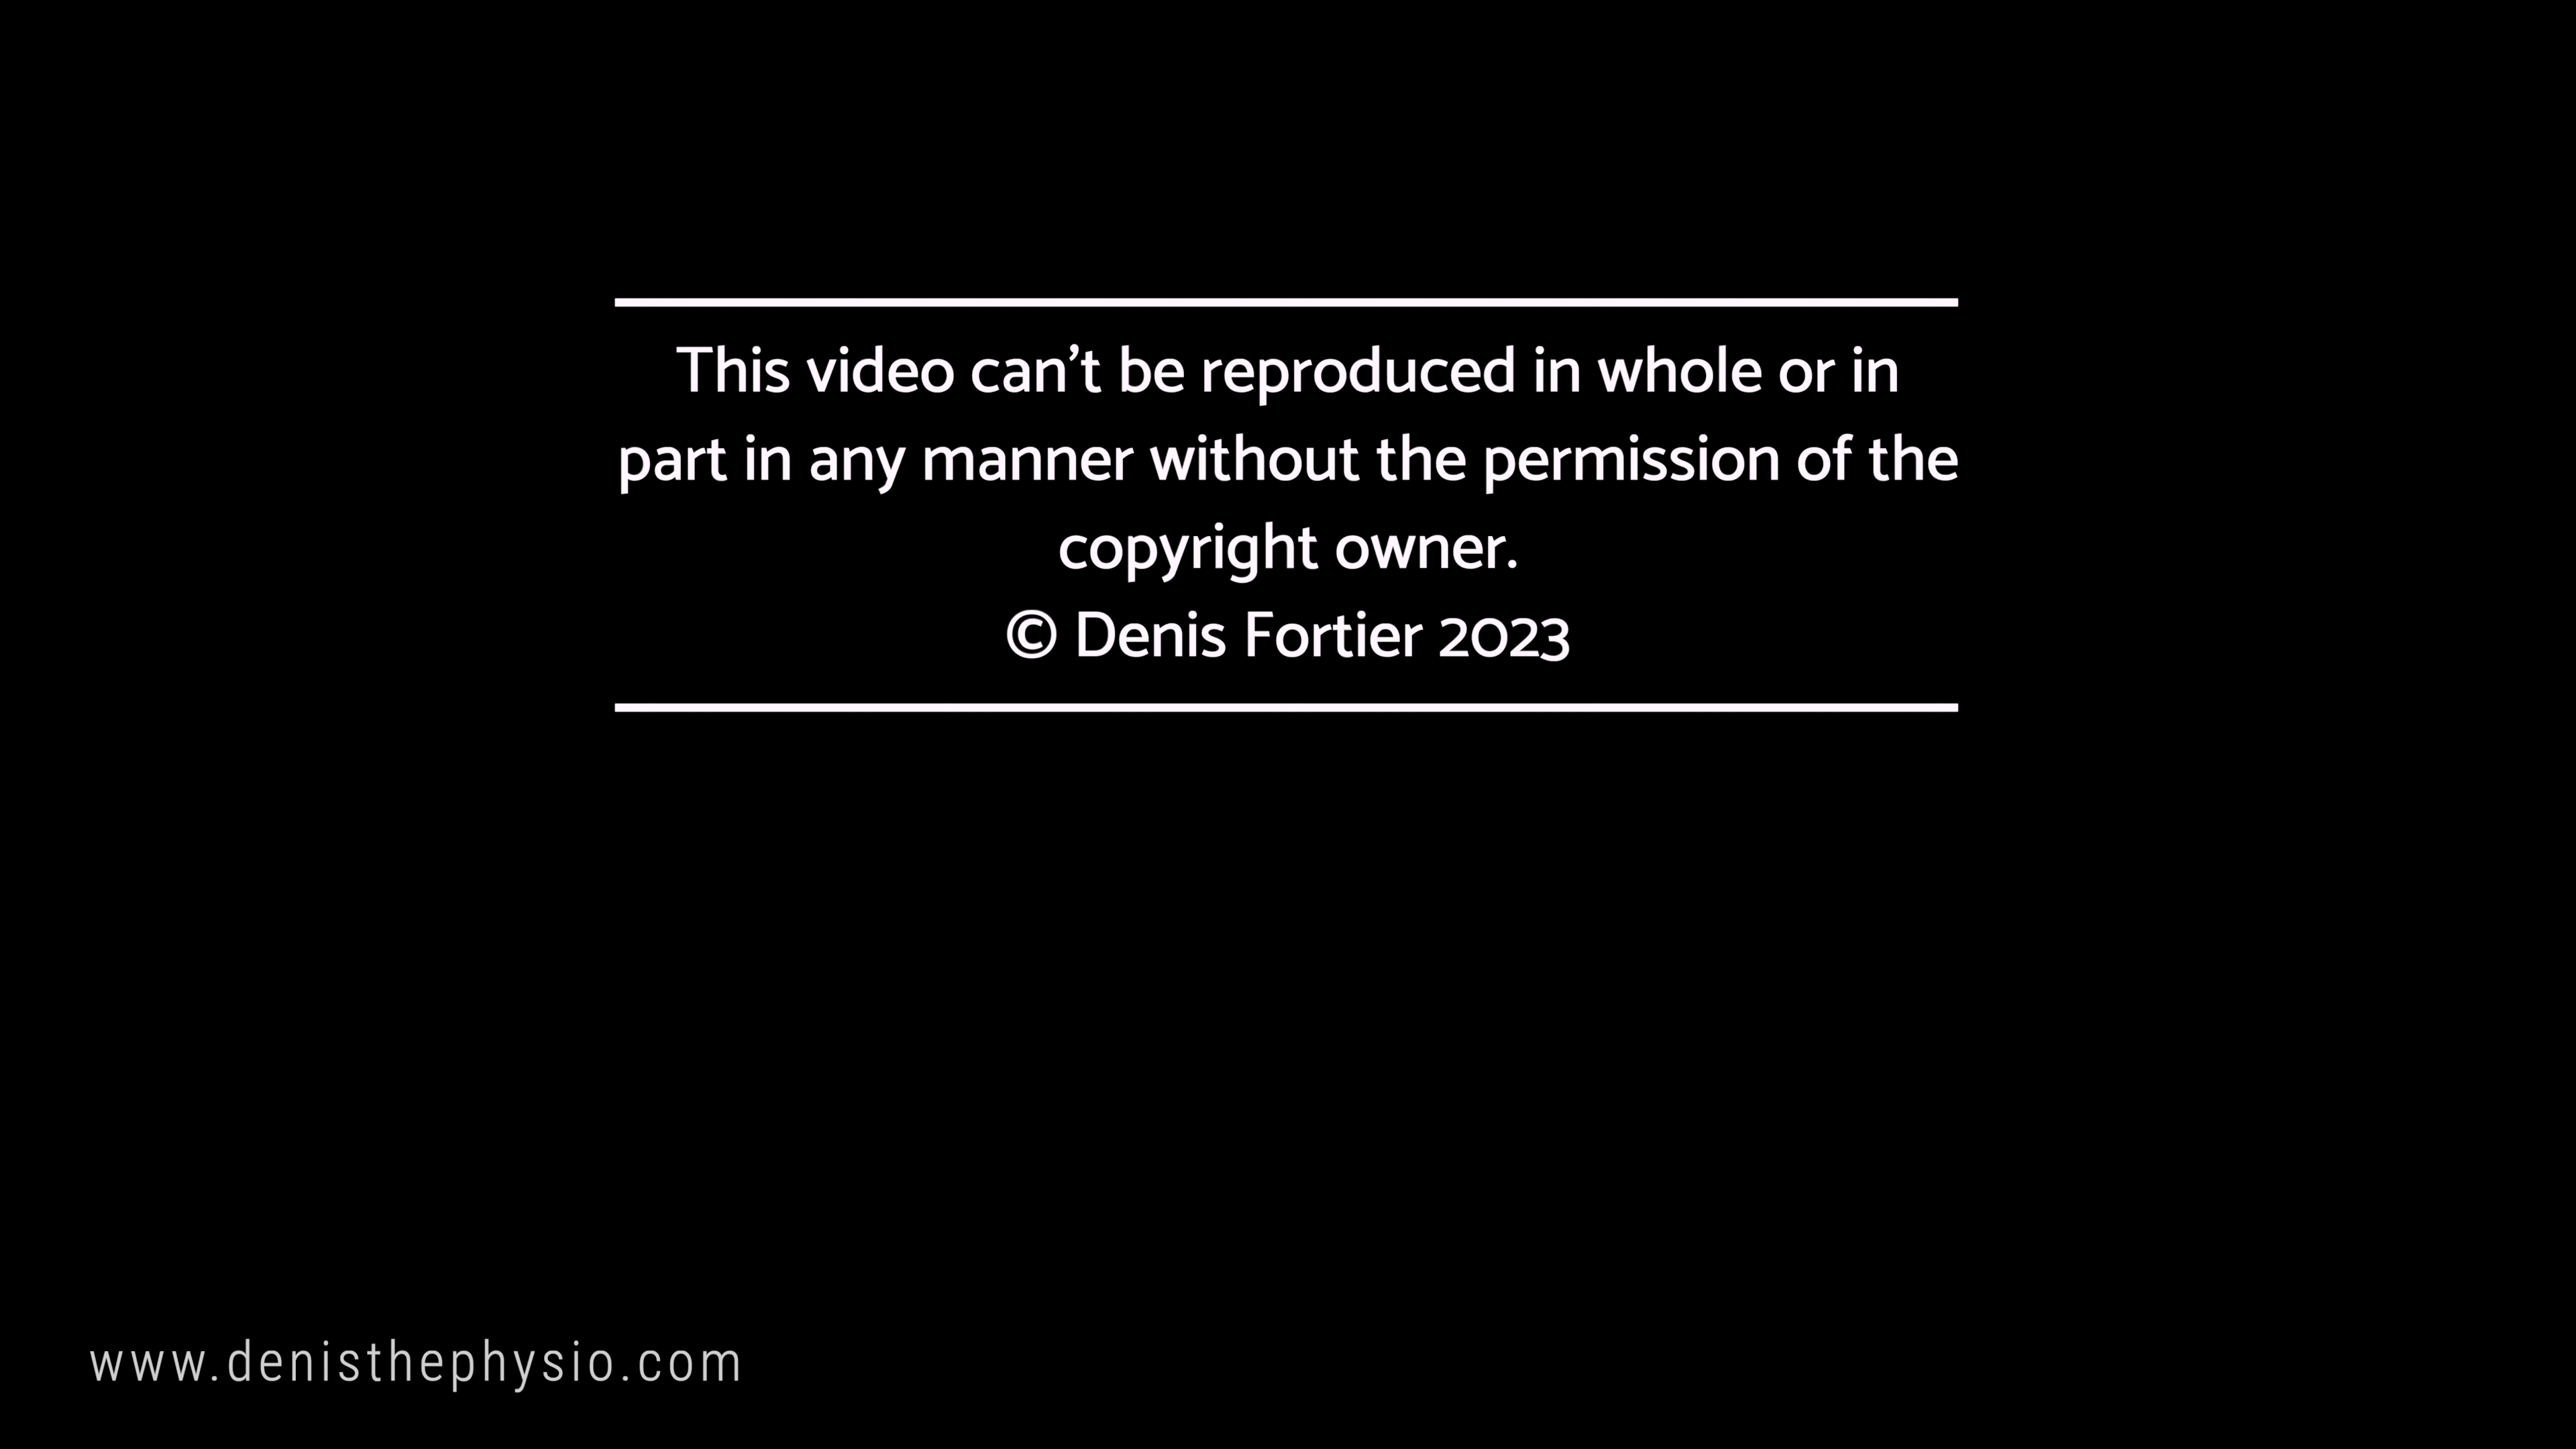 This video can’t be reproduced in whole or in
part in any manner without the permission of the
copyright owner.
© Denis Fortier 2023
www.denisthephysio.com